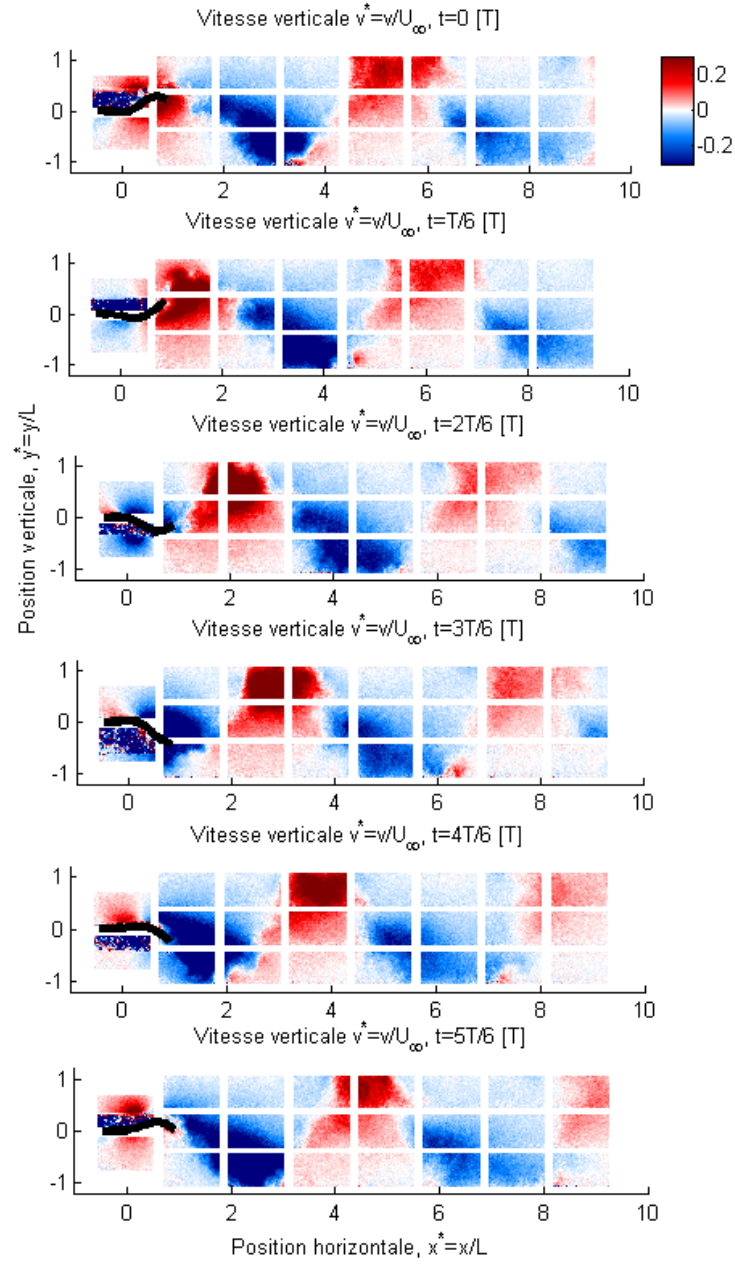 Vitesse verticale v*=v/U∞, t=0 [T]
1
0
-1
0 2 4 6 8 10
0.2
0
-0.2
Vitesse verticale v*=v/U∞, t=T/6 [T]
1
0
-1
0 2 4 6 8 10
Vitesse verticale v*=v/U∞, t=2T/6 [T]
1
0
-1
0 2 4 6 8 10
Position verticale, y*=y/L
Vitesse verticale v*=v/U∞, t=3T/6 [T]
1
0
-1
0 2 4 6 8 10
Vitesse verticale v*=v/U∞, t=4T/6 [T]
1
0
-1
0 2 4 6 8 10
Vitesse verticale v*=v/U∞, t=5T/6 [T]
1
0
-1
0 2 4 6 8 10
Position horizontale, x*=x/L